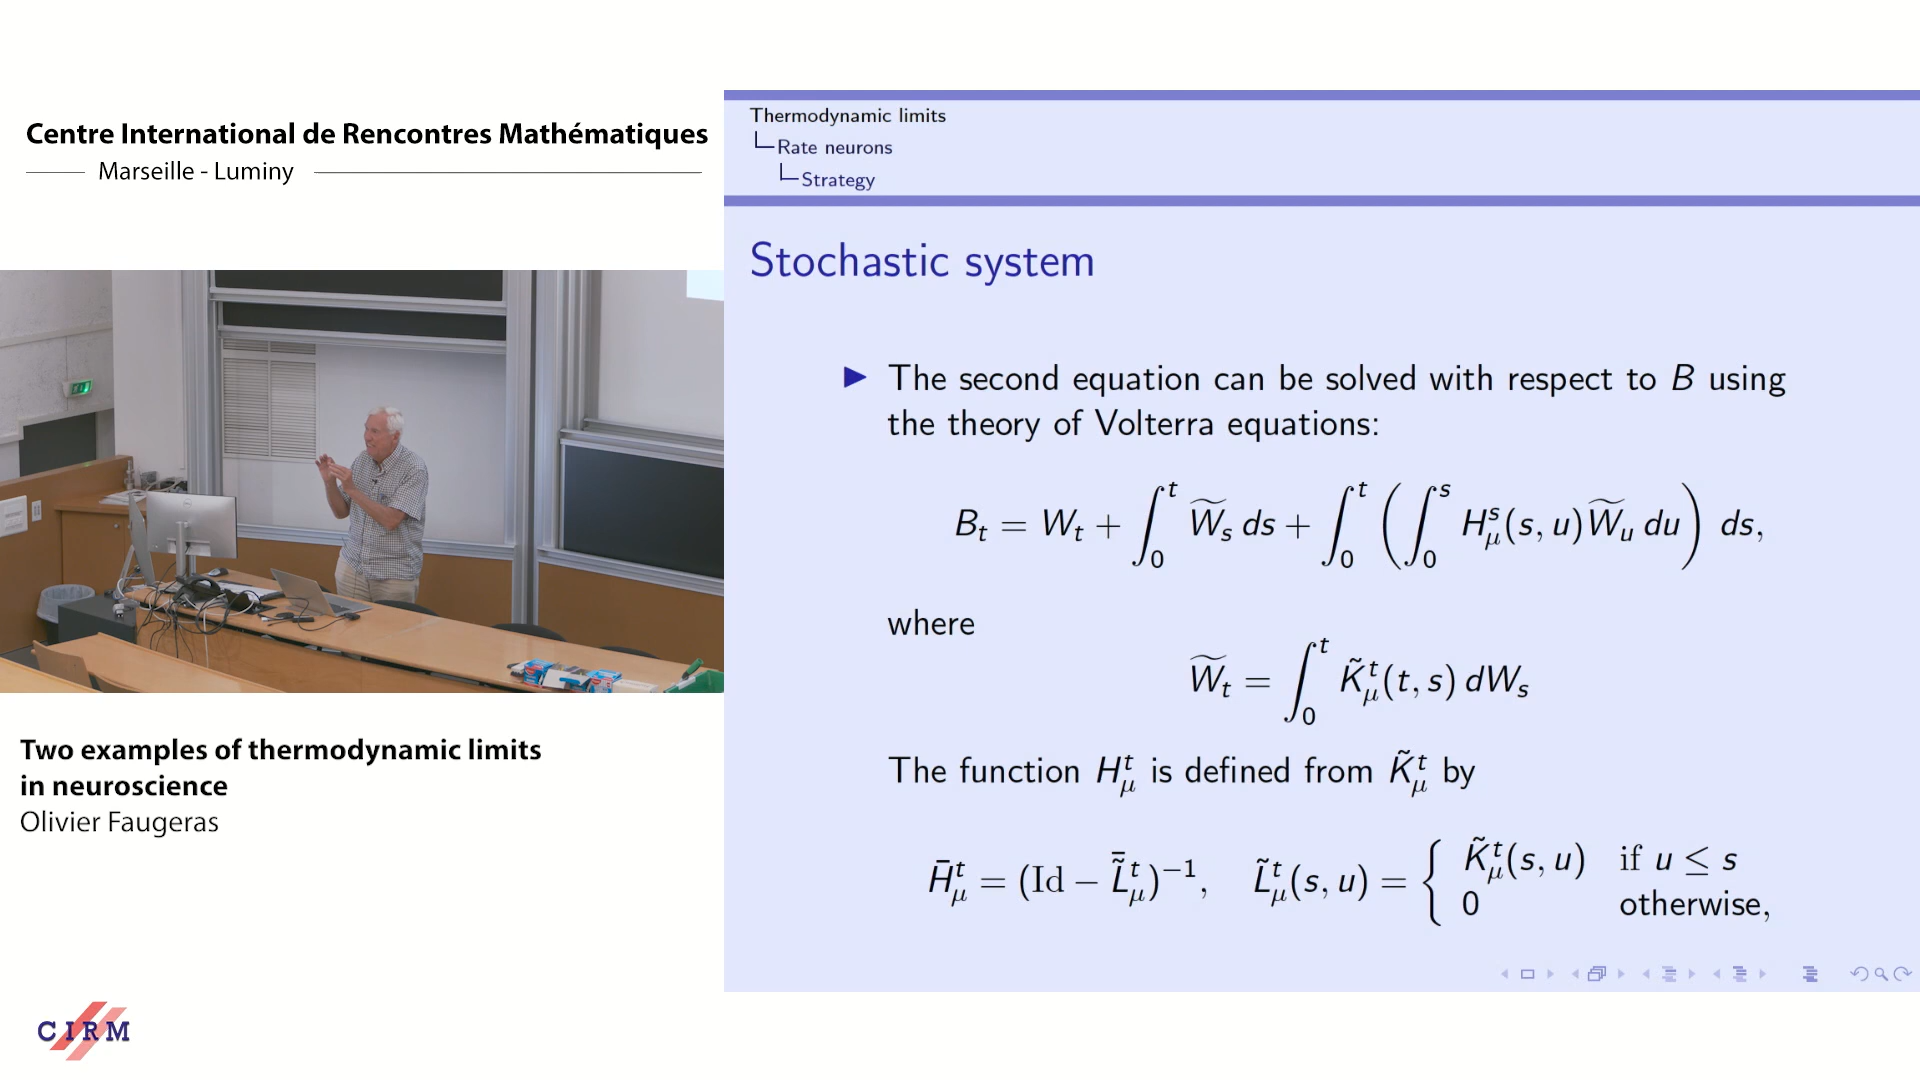 Centre International de Rencontres Mathématiques
Marseille - Luminy
Two examples of thermodynamic limits
in neuroscience
Olivier Faugeras
CIRM
Thermodynamic limits
Rate neurons
Strategy
Stochastic system
▶ The second equation can be solved with respect to B using
the theory of Volterra equations:
B_t = W_t + ∫_0^t W̃_s ds + ∫_0^t ( ∫_0^s H_μ^s(s, u) W̃_u du ) ds,
where
W̃_t = ∫_0^t K̃_μ^t(t, s) dW_s
The function H_μ^t is defined from K̃_μ^t by
H̄_μ^t = (Id − L̃̄_μ^t)^{−1}, L̃_μ^t(s, u) = { K̃_μ^t(s, u) if u ≤ s
0 otherwise,